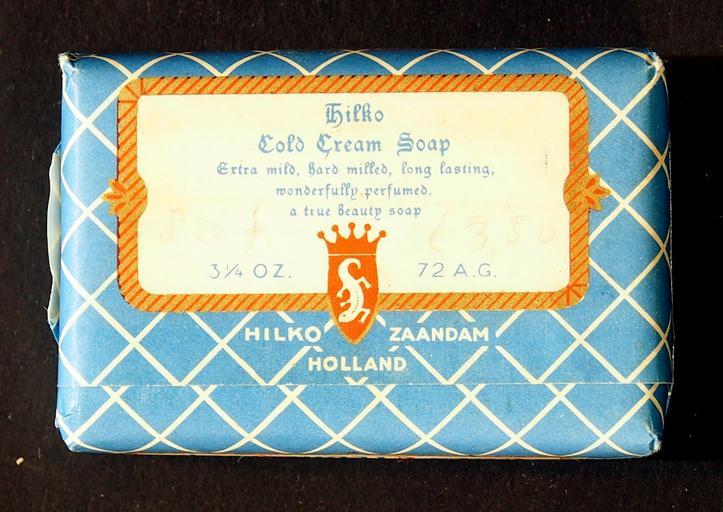 Hilko
Cold Cream Soap
Extra mild, Hard milled, long lasting,
wonderfully perfumed.
a true Beauty soap
3¼ OZ. 72 A.G.
HILKO ZAANDAM
HOLLAND